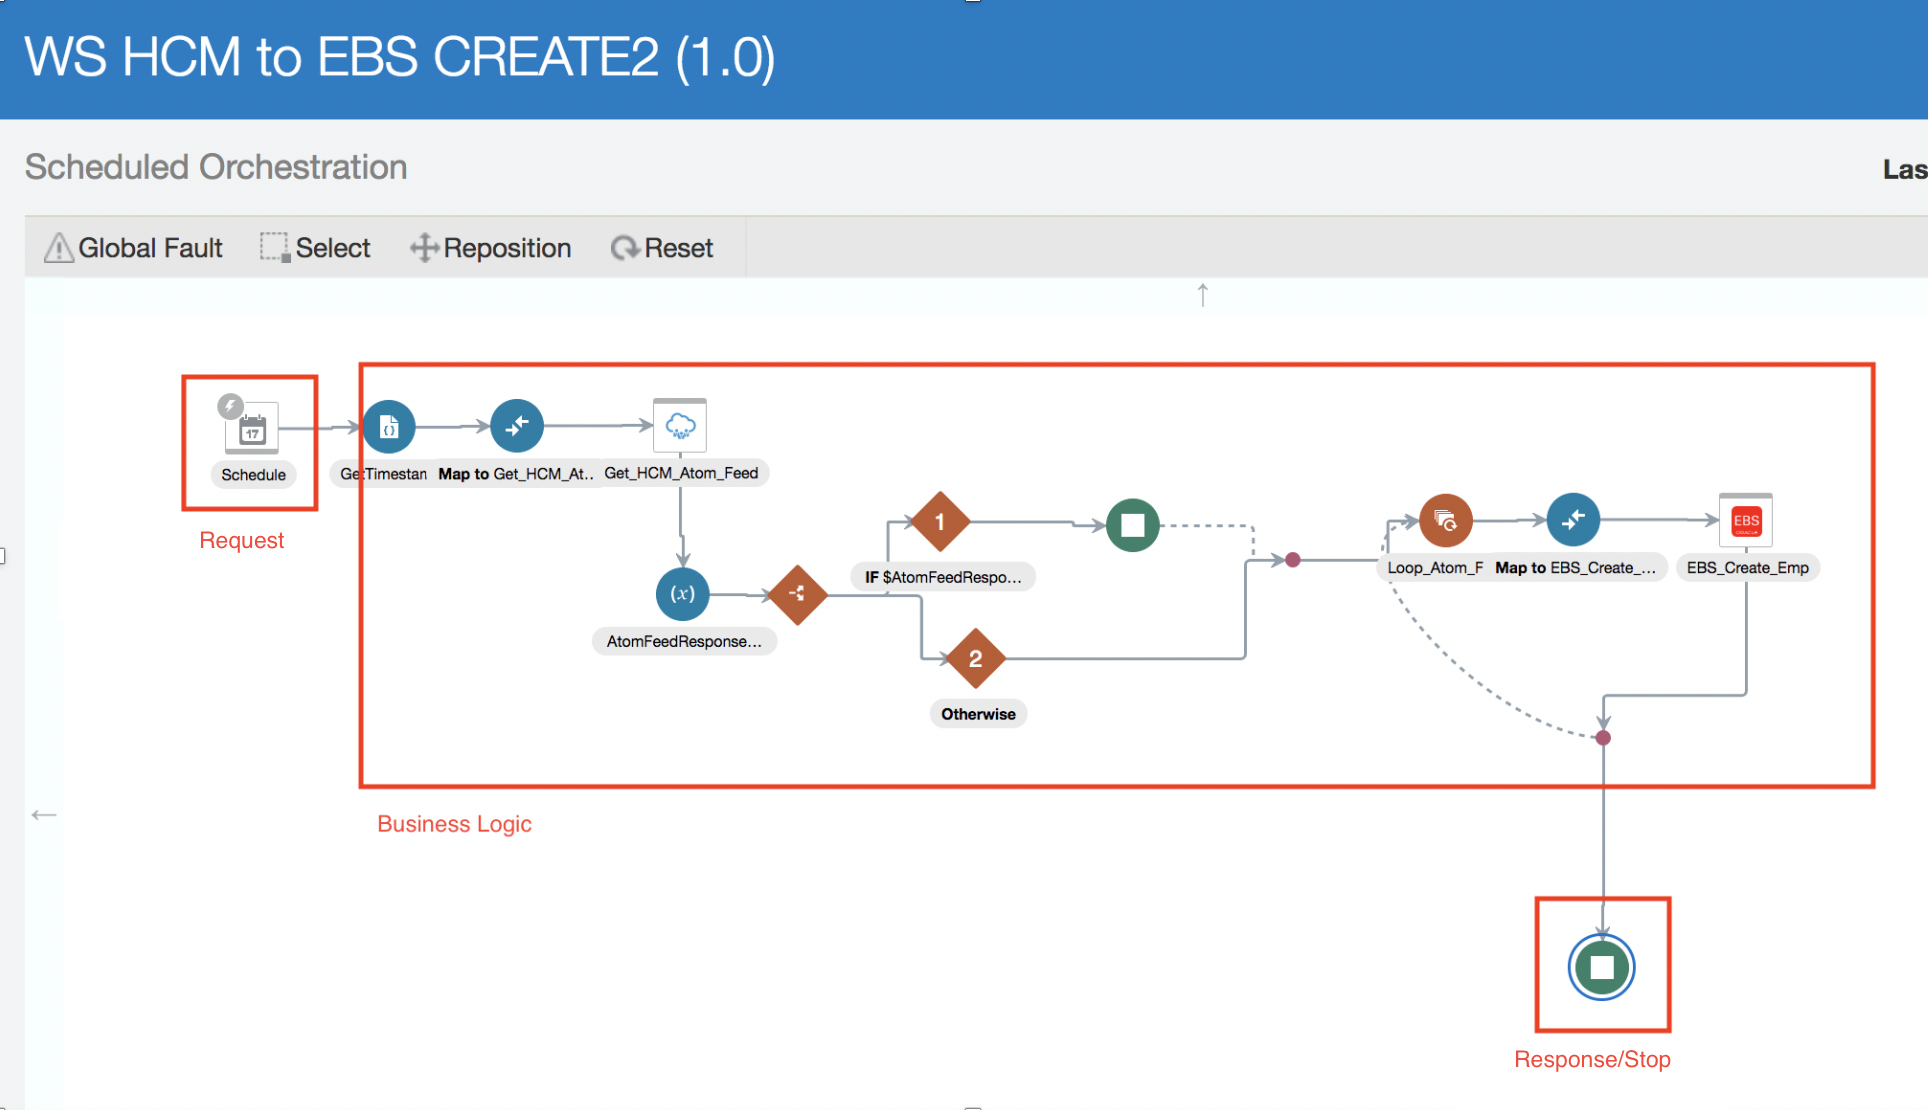 WS HCM to EBS CREATE2 (1.0)
Scheduled Orchestration
Las
Global Fault
Select
Reposition
Reset
17
Schedule
Request
GetTimestan
Map to Get_HCM_At..
Get_HCM_Atom_Feed
1
IF $AtomFeedRespo...
(x)
AtomFeedResponse...
2
Otherwise
Loop_Atom_F
Map to EBS_Create_...
EBS
ORACLE
EBS_Create_Emp
Business Logic
Response/Stop